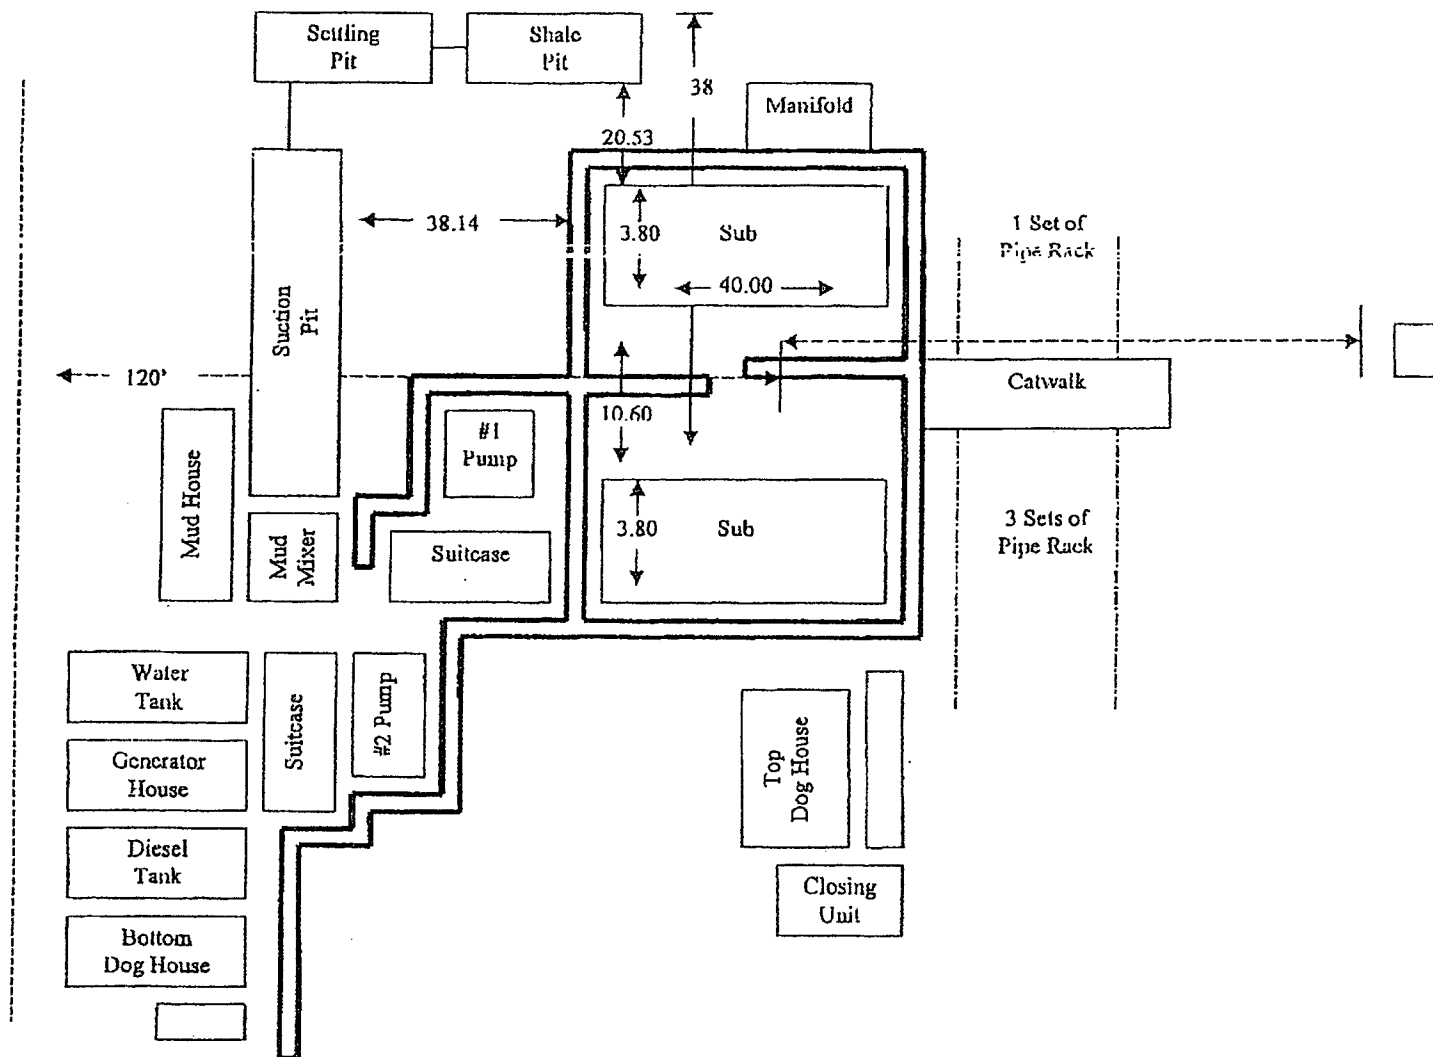 Settling
Pit
Shale
Pit
38
Manifold
20.53
38.14
3.80
Sub
40.00
1 Set of
Pipe Rack
Suction
Pit
120'
Catwalk
10.60
#1
Pump
Mud House
Mud
Mixer
Suitcase
3.80
Sub
3 Sets of
Pipe Rack
Water
Tank
Suitcase
#2 Pump
Generator
House
Top
Dog House
Diesel
Tank
Closing
Unit
Bottom
Dog House